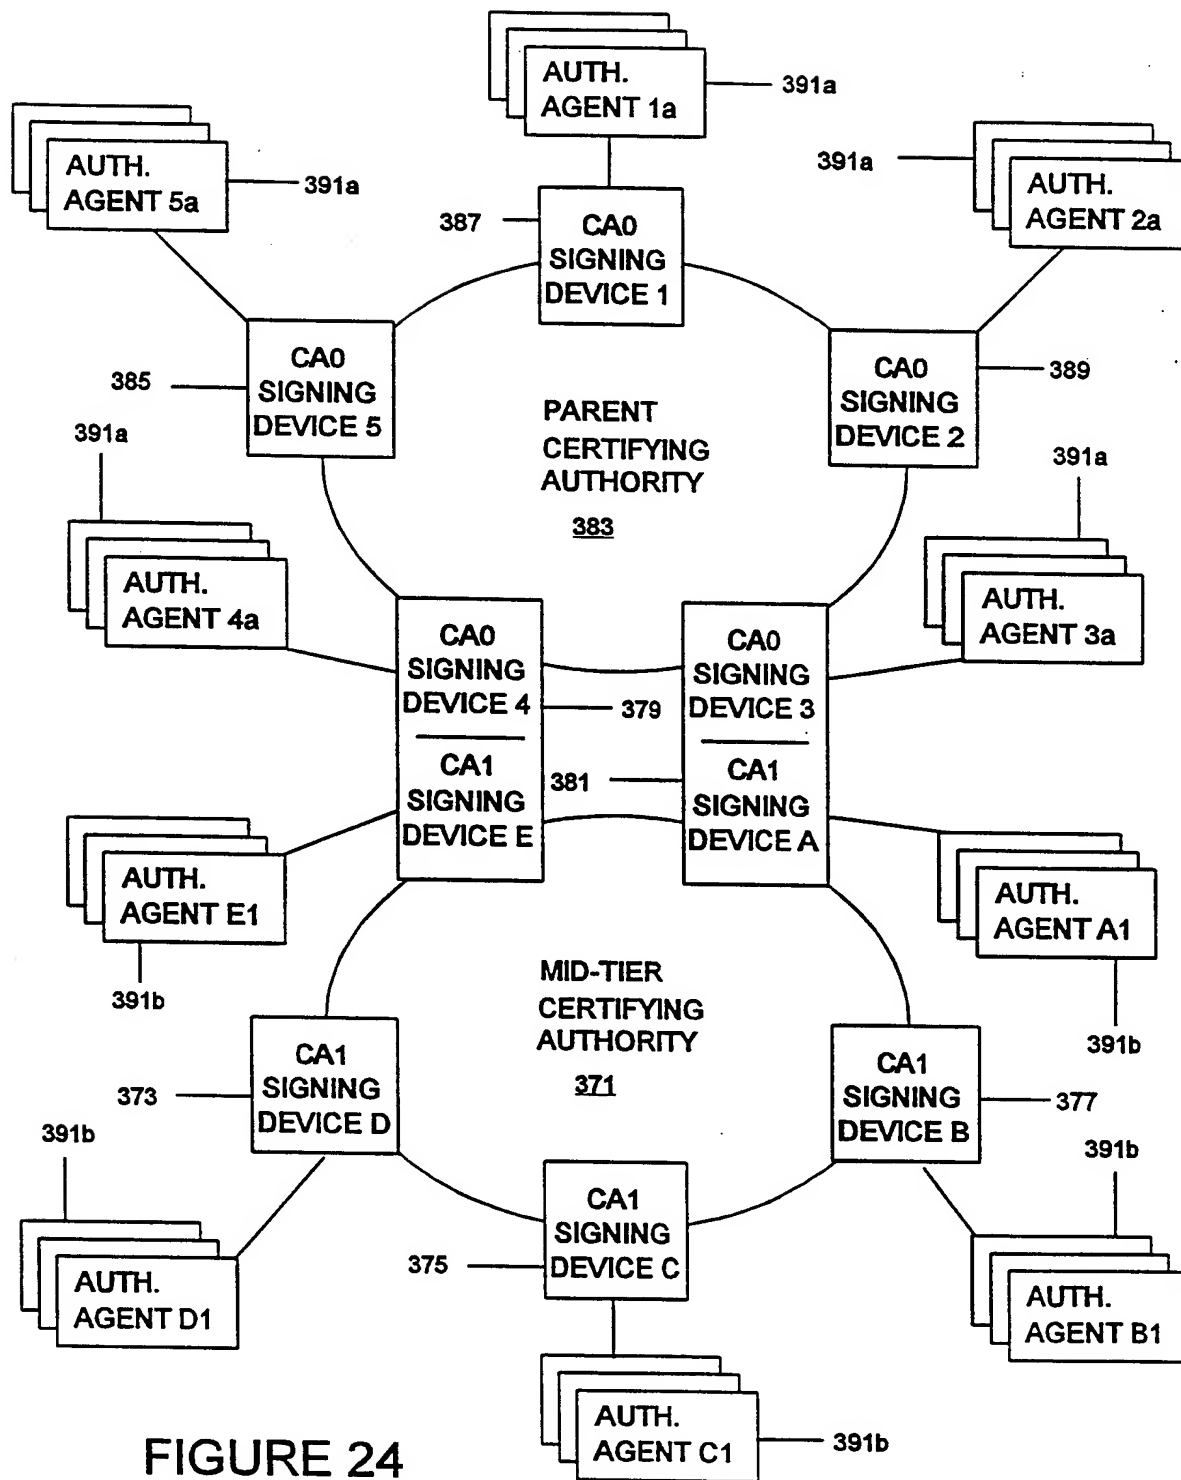 AUTH.
AGENT 1a
391a
AUTH.
AGENT 5a
391a
391a
AUTH.
AGENT 2a
387
CA0
SIGNING
DEVICE 1
385
CA0
SIGNING
DEVICE 5
CA0
SIGNING
DEVICE 2
389
PARENT
CERTIFYING
AUTHORITY
383
391a
AUTH.
AGENT 4a
391a
AUTH.
AGENT 3a
CA0
SIGNING
DEVICE 4
379
CA0
SIGNING
DEVICE 3
CA1
SIGNING
DEVICE E
381
CA1
SIGNING
DEVICE A
AUTH.
AGENT E1
391b
AUTH.
AGENT A1
391b
MID-TIER
CERTIFYING
AUTHORITY
371
373
CA1
SIGNING
DEVICE D
CA1
SIGNING
DEVICE B
377
391b
AUTH.
AGENT D1
375
CA1
SIGNING
DEVICE C
391b
AUTH.
AGENT B1
AUTH.
AGENT C1
391b
FIGURE 24